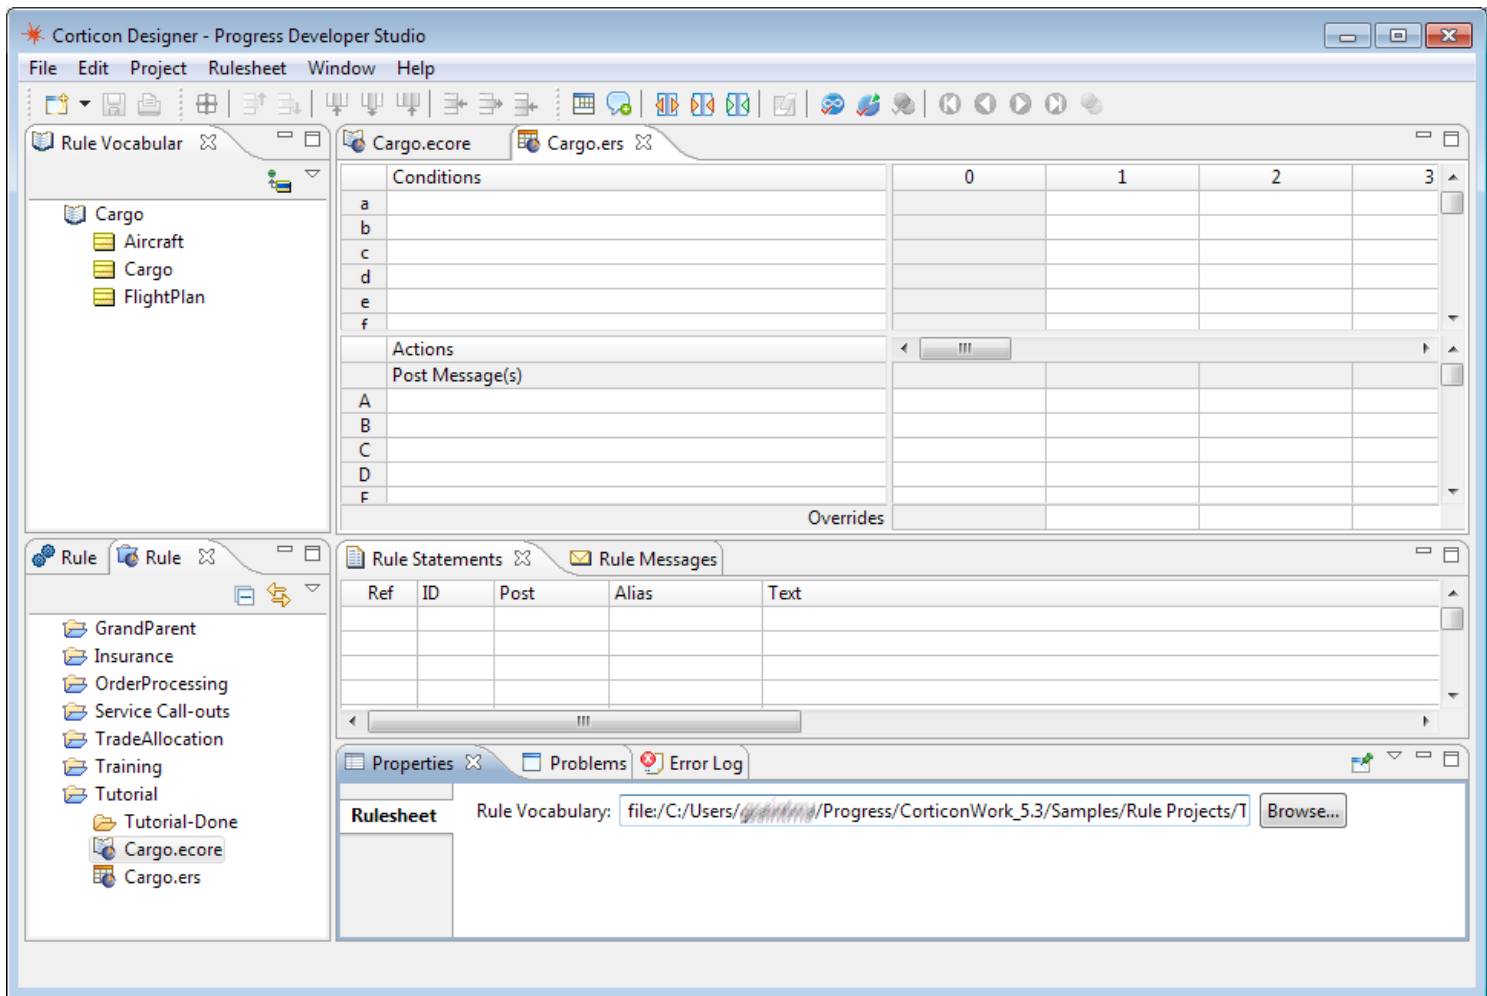 Corticon Designer - Progress Developer Studio
File Edit Project Rulesheet Window Help
Rule Vocabular
Cargo
Aircraft
Cargo
FlightPlan
Cargo.ecore Cargo.ers
Conditions 0 1 2 3
a
b
c
d
e
f
Actions
Post Message(s)
A
B
C
D
Overrides
Rule Rule
GrandParent
Insurance
OrderProcessing
Service Call-outs
TradeAllocation
Training
Tutorial
Tutorial-Done
Cargo.ecore
Cargo.ers
Rule Statements Rule Messages
Ref ID Post Alias Text
Properties Problems Error Log
Rulesheet
Rule Vocabulary: file:/C:/Users/ /Progress/CorticonWork_5.3/Samples/Rule Projects/T Browse...